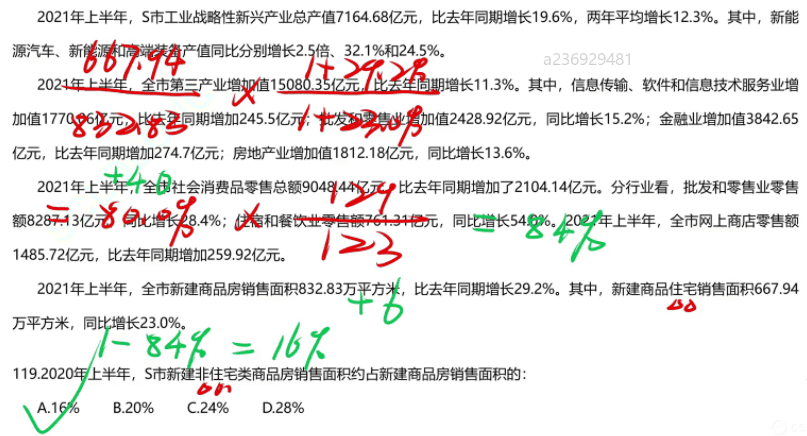 2021年上半年，S市工业战略性新兴产业总产值7164.68亿元，比去年同期增长19.6%，两年平均增长12.3%。其中，新能
源汽车、新能源和高端装备产值同比分别增长2.5倍、32.1%和24.5%。
a236929481
667.94
1+29.2%
2021年上半年，全市第三产业增加值15080.35亿元，比去年同期增长11.3%。其中，信息传输、软件和信息技术服务业增
×
832.83
1+23.0%
加值1770.06亿元，比去年同期增加245.5亿元；批发和零售业增加值2428.92亿元，同比增长15.2%；金融业增加值3842.65
亿元，比去年同期增加274.7亿元；房地产业增加值1812.18亿元，同比增长13.6%。
+4.0
129
2021年上半年，全市社会消费品零售总额9048.44亿元，比去年同期增加了2104.14亿元。分行业看，批发和零售业零售
= 80.0% ×
123
= 84%
额8287.13亿元，同比增长28.4%；住宿和餐饮业零售额761.31亿元，同比增长54.9%。2021年上半年，全市网上商店零售额
1485.72亿元，比去年同期增加259.92亿元。
2021年上半年，全市新建商品房销售面积832.83万平方米，比去年同期增长29.2%。其中，新建商品住宅销售面积667.94
+6
万平方米，同比增长23.0%。
1-84% = 16%
119.2020年上半年，S市新建非住宅类商品房销售面积约占新建商品房销售面积的：
A.16% B.20% C.24% D.28%